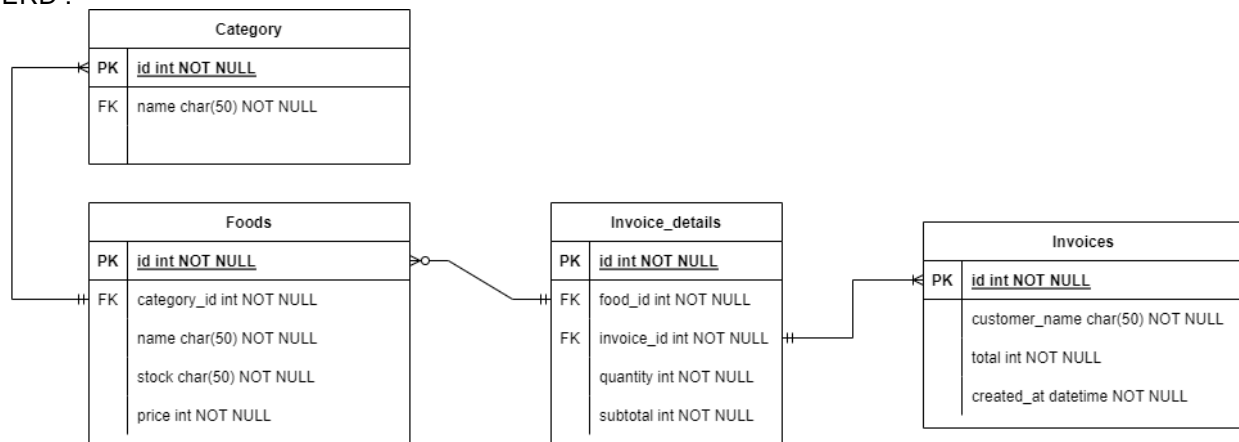 ERD :
Category
PK id int NOT NULL
FK name char(50) NOT NULL
Foods
PK id int NOT NULL
FK category_id int NOT NULL
name char(50) NOT NULL
stock char(50) NOT NULL
price int NOT NULL
Invoice_details
PK id int NOT NULL
FK food_id int NOT NULL
FK invoice_id int NOT NULL
quantity int NOT NULL
subtotal int NOT NULL
Invoices
PK id int NOT NULL
customer_name char(50) NOT NULL
total int NOT NULL
created_at datetime NOT NULL